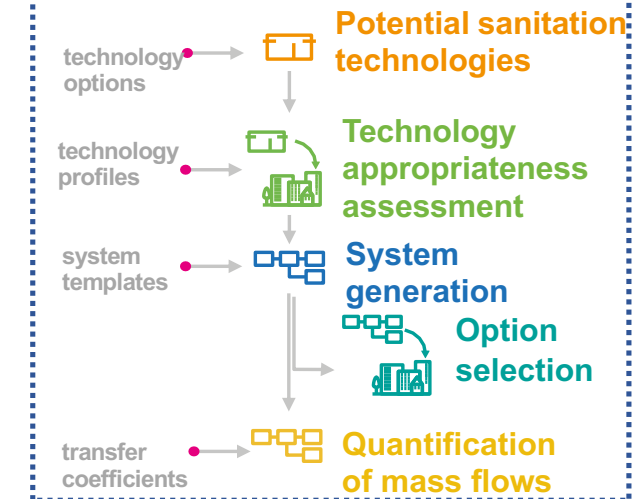 technology
options
Potential sanitation
technologies
technology
profiles
Technology
appropriateness
assessment
system
templates
System
generation
Option
selection
transfer
coefficients
Quantification
of mass flows